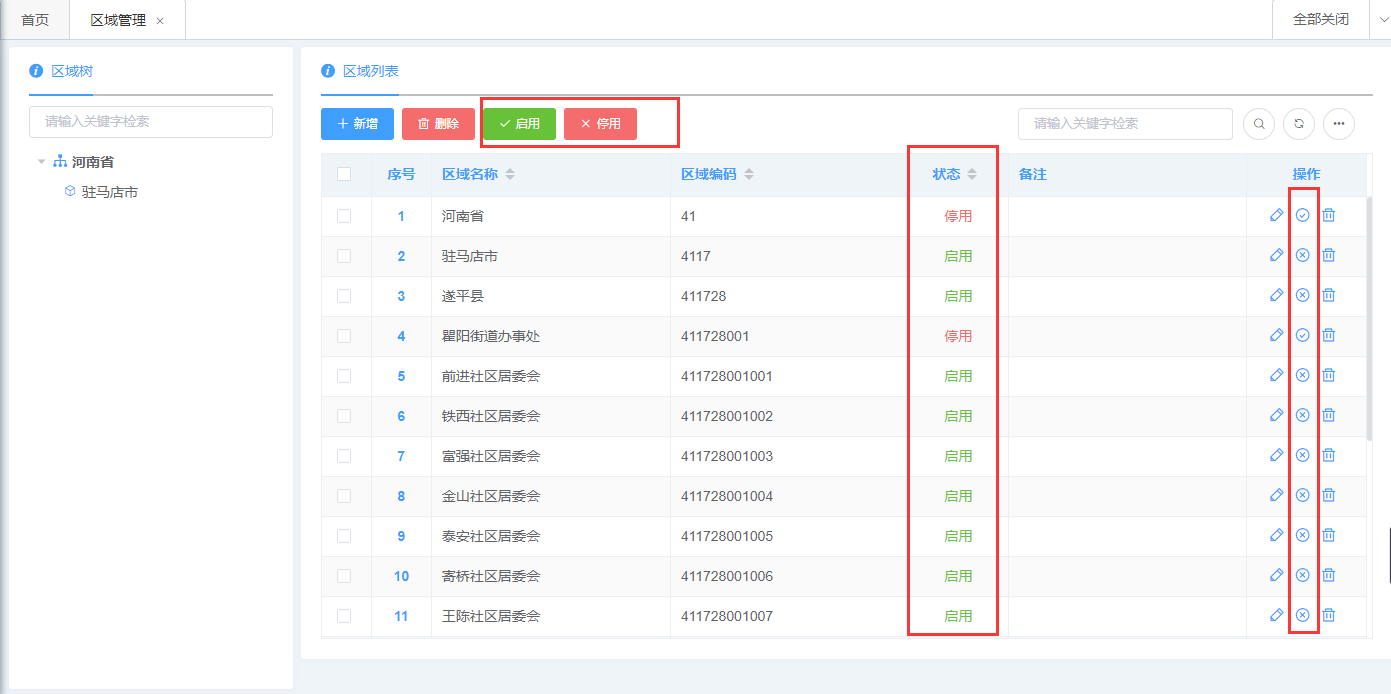 首页 区域管理 × 全部关闭
区域树
请输入关键字检索
河南省
驻马店市
区域列表
+ 新增 删除 启用 停用 请输入关键字检索
序号 区域名称 区域编码 状态 备注 操作
1 河南省 41 停用
2 驻马店市 4117 启用
3 遂平县 411728 启用
4 瞿阳街道办事处 411728001 停用
5 前进社区居委会 411728001001 启用
6 铁西社区居委会 411728001002 启用
7 富强社区居委会 411728001003 启用
8 金山社区居委会 411728001004 启用
9 泰安社区居委会 411728001005 启用
10 寄桥社区居委会 411728001006 启用
11 王陈社区居委会 411728001007 启用